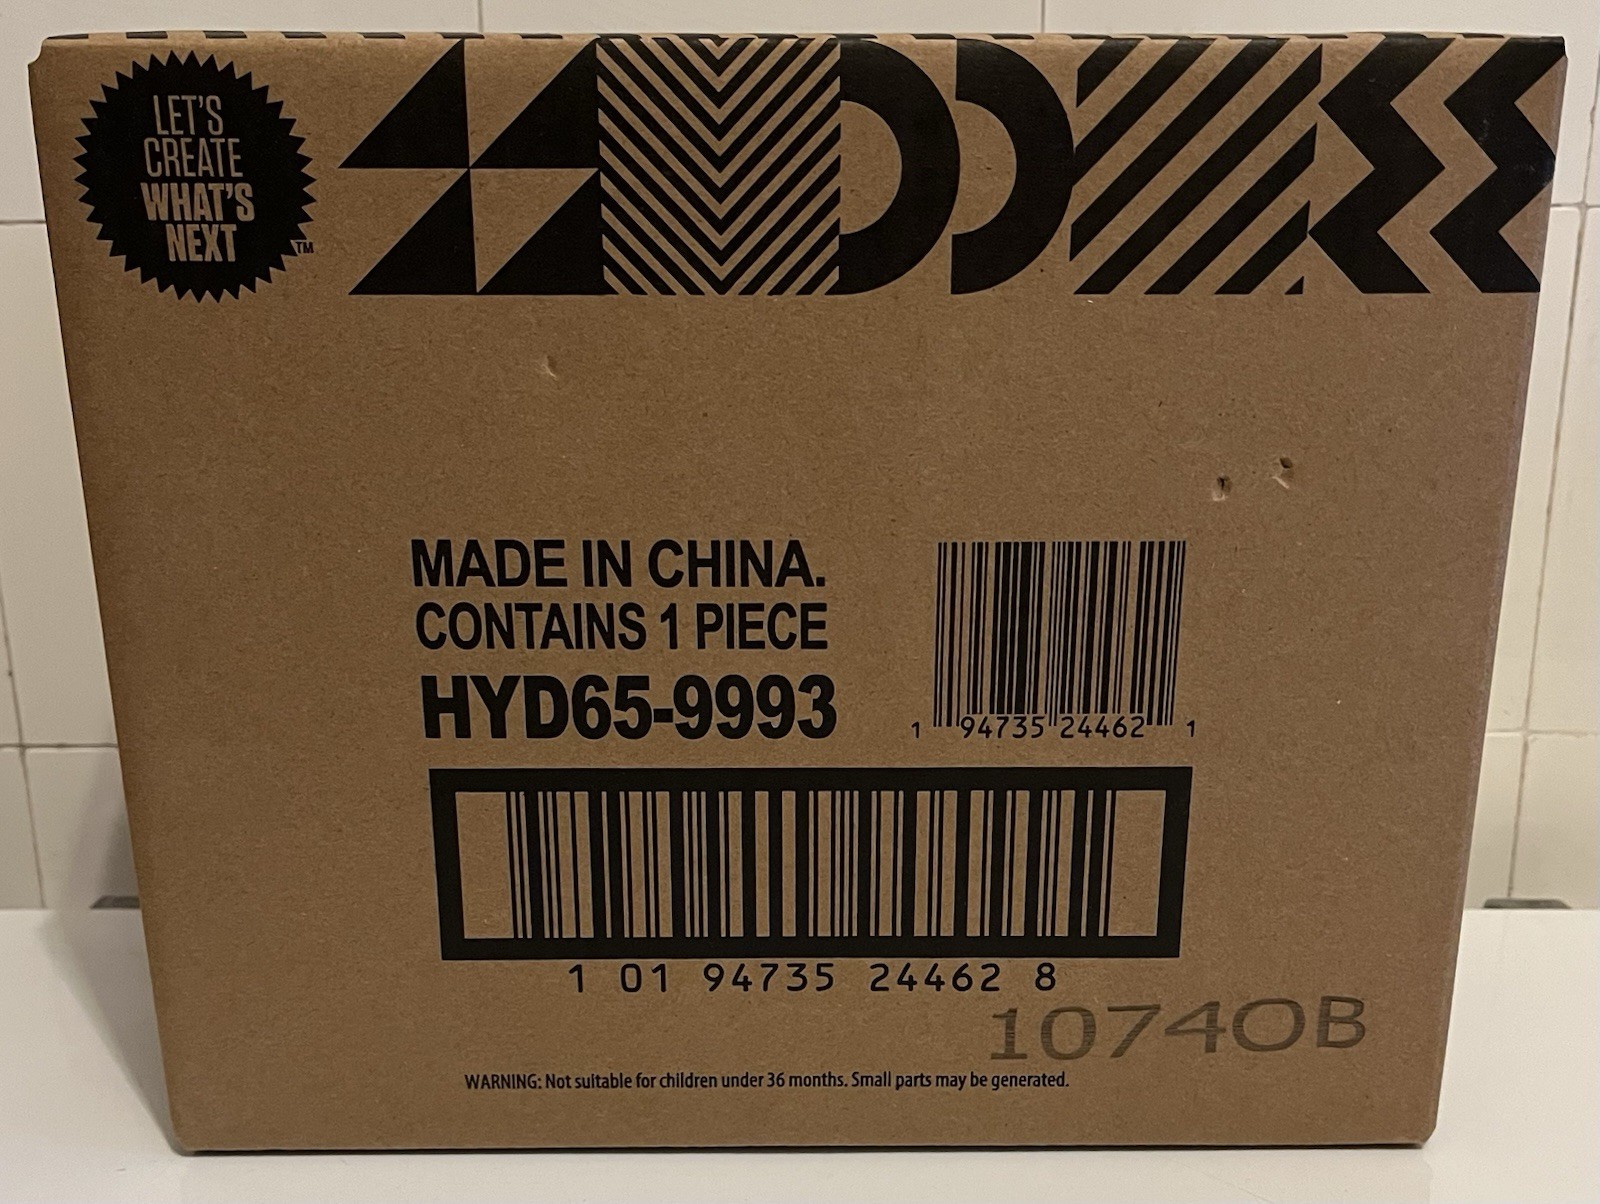 LET'S
CREATE
WHAT'S
NEXT
TM
MADE IN CHINA.
CONTAINS 1 PIECE
HYD65-9993
1 94735 24462 1
1 01 94735 24462 8
10740B
WARNING: Not suitable for children under 36 months. Small parts may be generated.